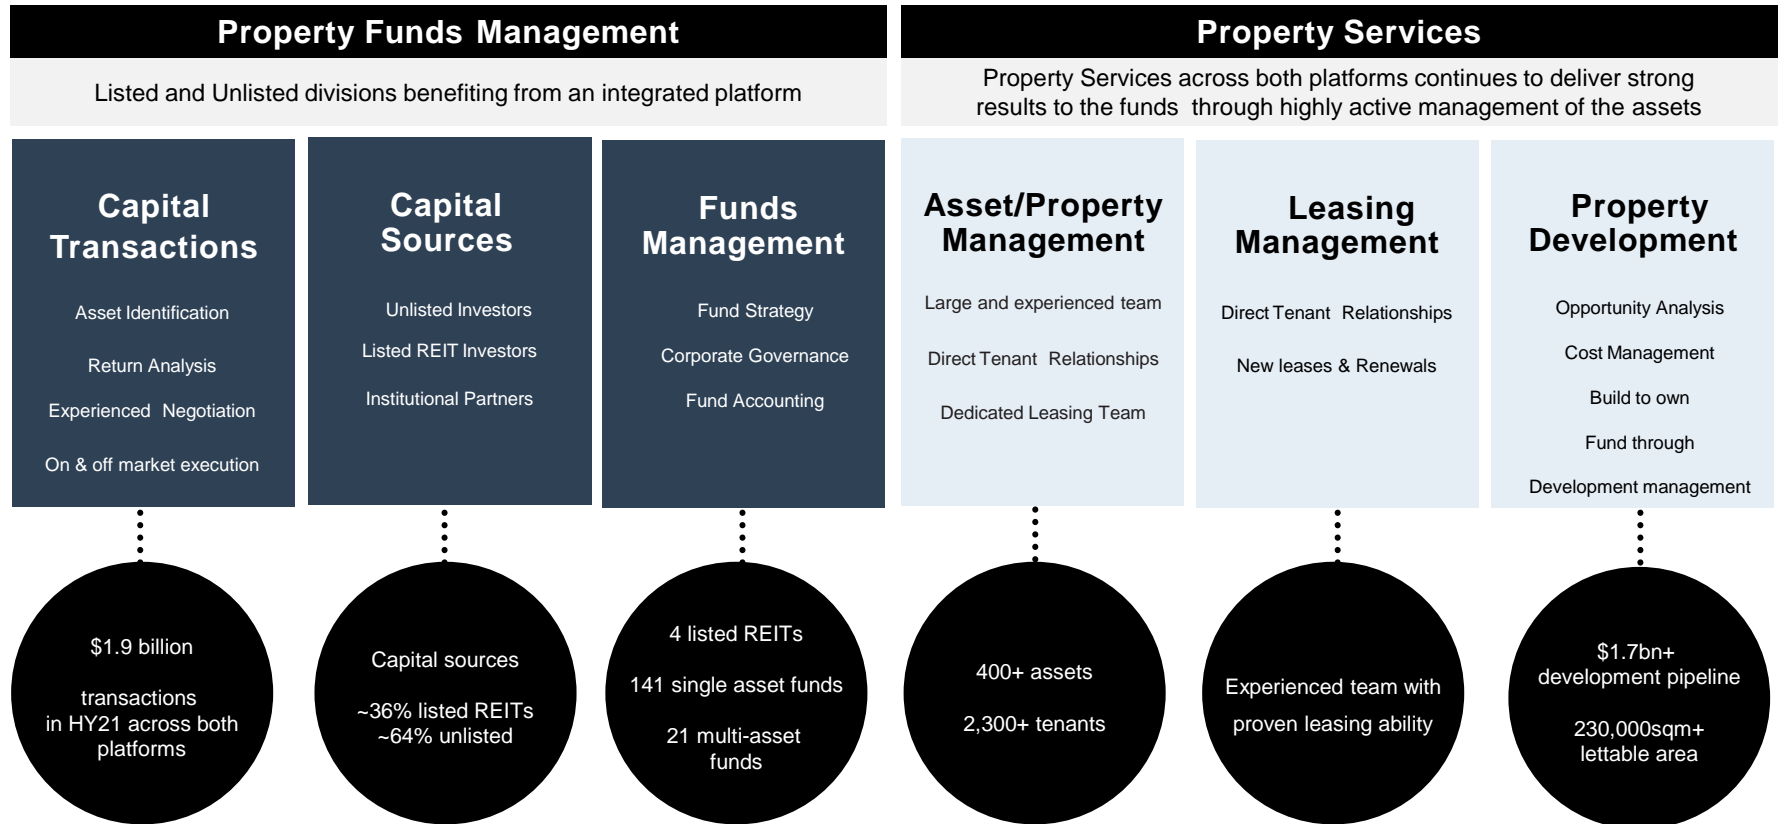 Property Funds Management
Listed and Unlisted divisions benefiting from an integrated platform
Property Services
Property Services across both platforms continues to deliver strong
results to the funds through highly active management of the assets
Capital
Transactions
Asset Identification
Return Analysis
Experienced Negotiation
On & off market execution
$1.9 billion
transactions
in HY21 across both
platforms
Capital
Sources
Unlisted Investors
Listed REIT Investors
Institutional Partners
Capital sources
~36% listed REITs
~64% unlisted
Funds
Management
Fund Strategy
Corporate Governance
Fund Accounting
4 listed REITs
141 single asset funds
21 multi-asset
funds
Asset/Property
Management
Large and experienced team
Direct Tenant Relationships
Dedicated Leasing Team
400+ assets
2,300+ tenants
Leasing
Management
Direct Tenant Relationships
New leases & Renewals
Experienced team with
proven leasing ability
Property
Development
Opportunity Analysis
Cost Management
Build to own
Fund through
Development management
$1.7bn+
development pipeline
230,000sqm+
lettable area